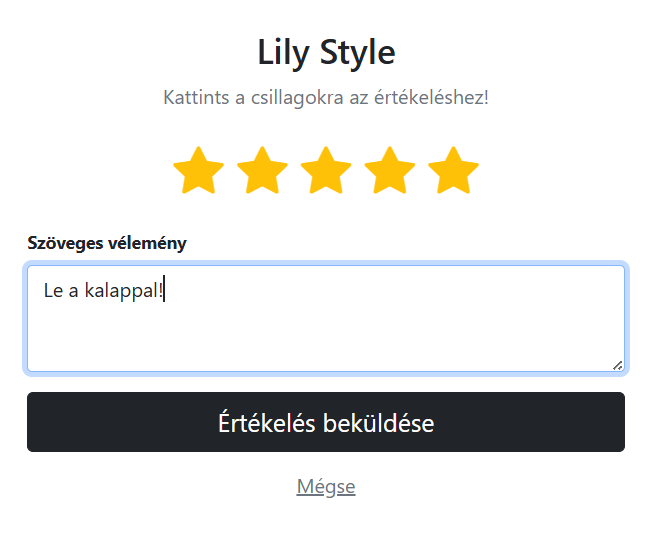 Lily Style
Kattints a csillagokra az értékeléshez!
Szöveges vélemény
Le a kalappal!
Értékelés beküldése
Mégse